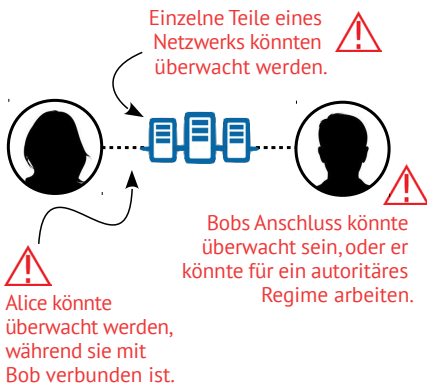 Einzelne Teile eines
Netzwerks könnten
überwacht werden.
Bobs Anschluss könnte
überwacht sein, oder er
könnte für ein autoritäres
Regime arbeiten.
Alice könnte
überwacht werden,
während sie mit
Bob verbunden ist.